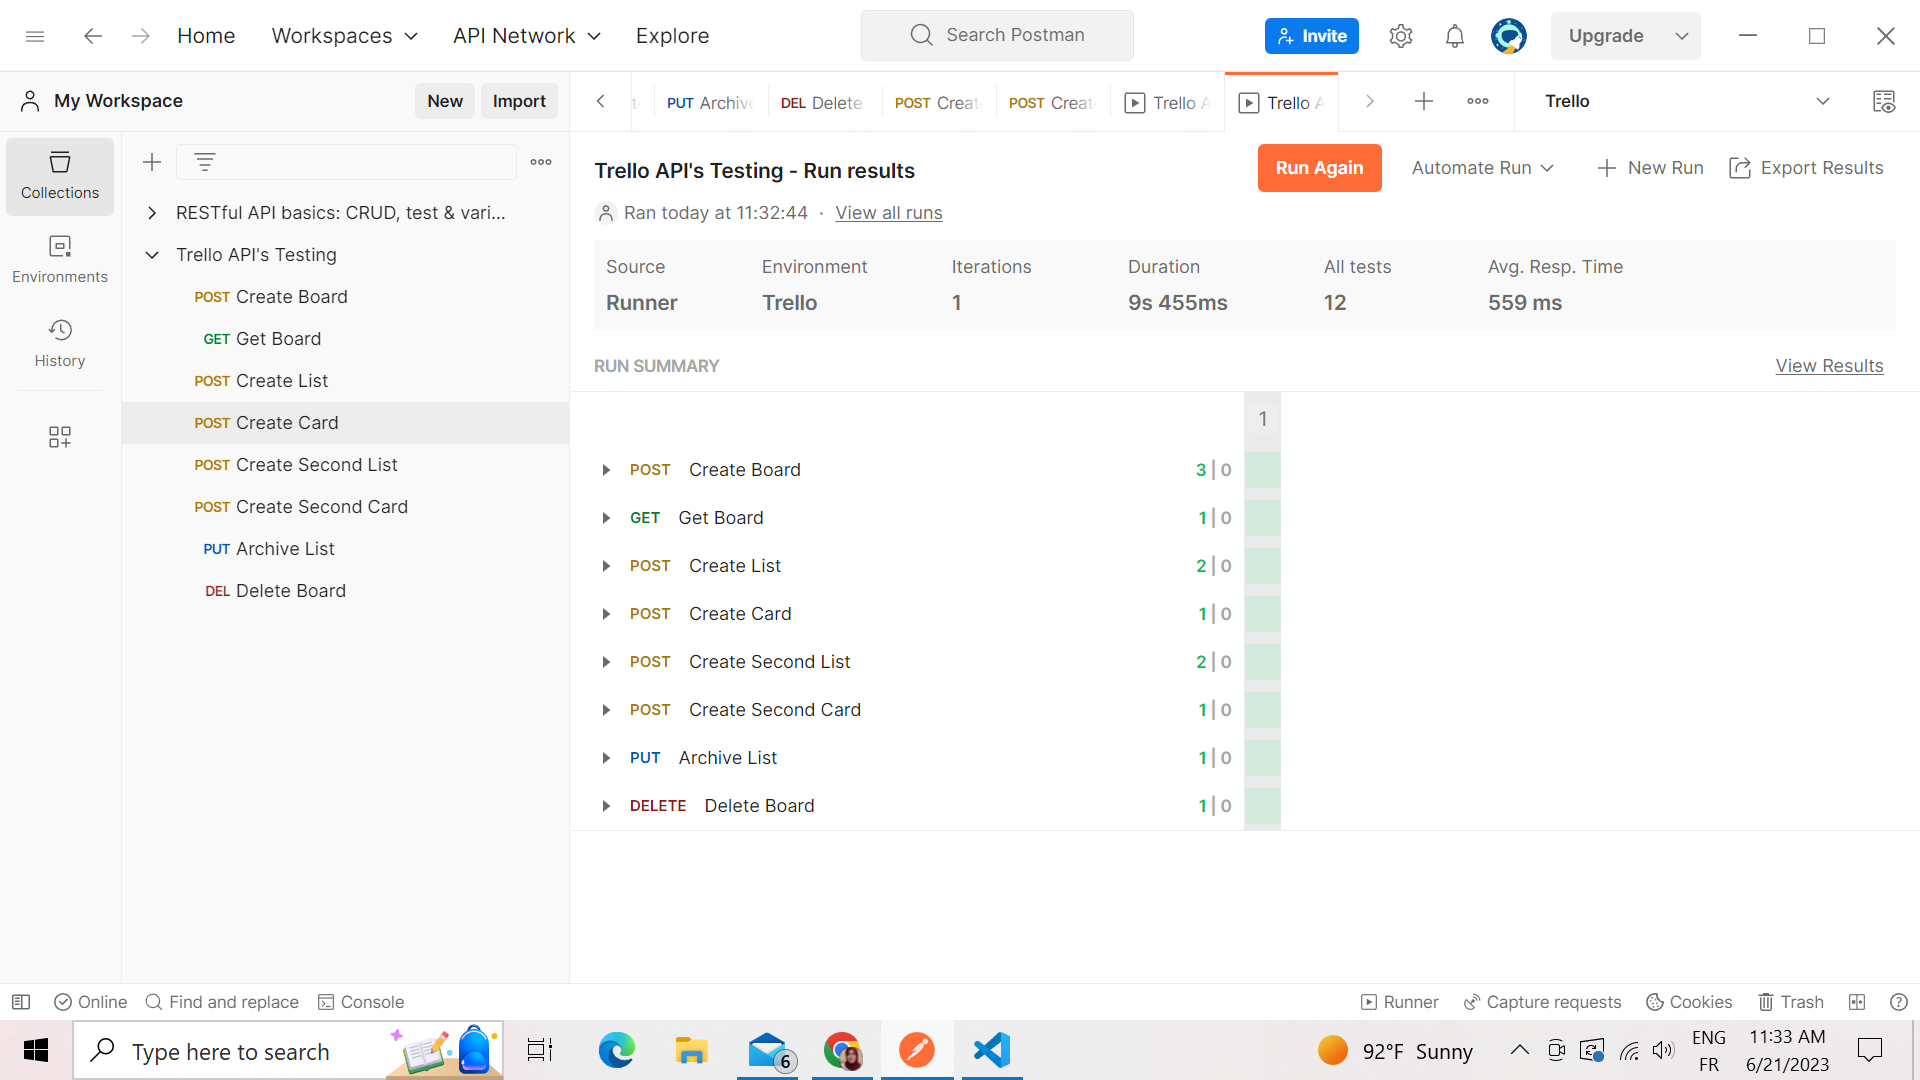 Home Workspaces API Network Explore Search Postman Invite Upgrade
My Workspace New Import
PUT Archive DEL Delete POST Creat POST Creat Trello A Trello A Trello
Collections
Environments
History
RESTful API basics: CRUD, test & vari...
Trello API's Testing
POST Create Board
GET Get Board
POST Create List
POST Create Card
POST Create Second List
POST Create Second Card
PUT Archive List
DEL Delete Board
Trello API's Testing - Run results Run Again Automate Run New Run Export Results
Ran today at 11:32:44 · View all runs
Source Environment Iterations Duration All tests Avg. Resp. Time
Runner Trello 1 9s 455ms 12 559 ms
RUN SUMMARY View Results
1
POST Create Board 3 | 0
GET Get Board 1 | 0
POST Create List 2 | 0
POST Create Card 1 | 0
POST Create Second List 2 | 0
POST Create Second Card 1 | 0
PUT Archive List 1 | 0
DELETE Delete Board 1 | 0
Online Find and replace Console Runner Capture requests Cookies Trash
Type here to search 6 92°F Sunny ENG 11:33 AM
FR 6/21/2023